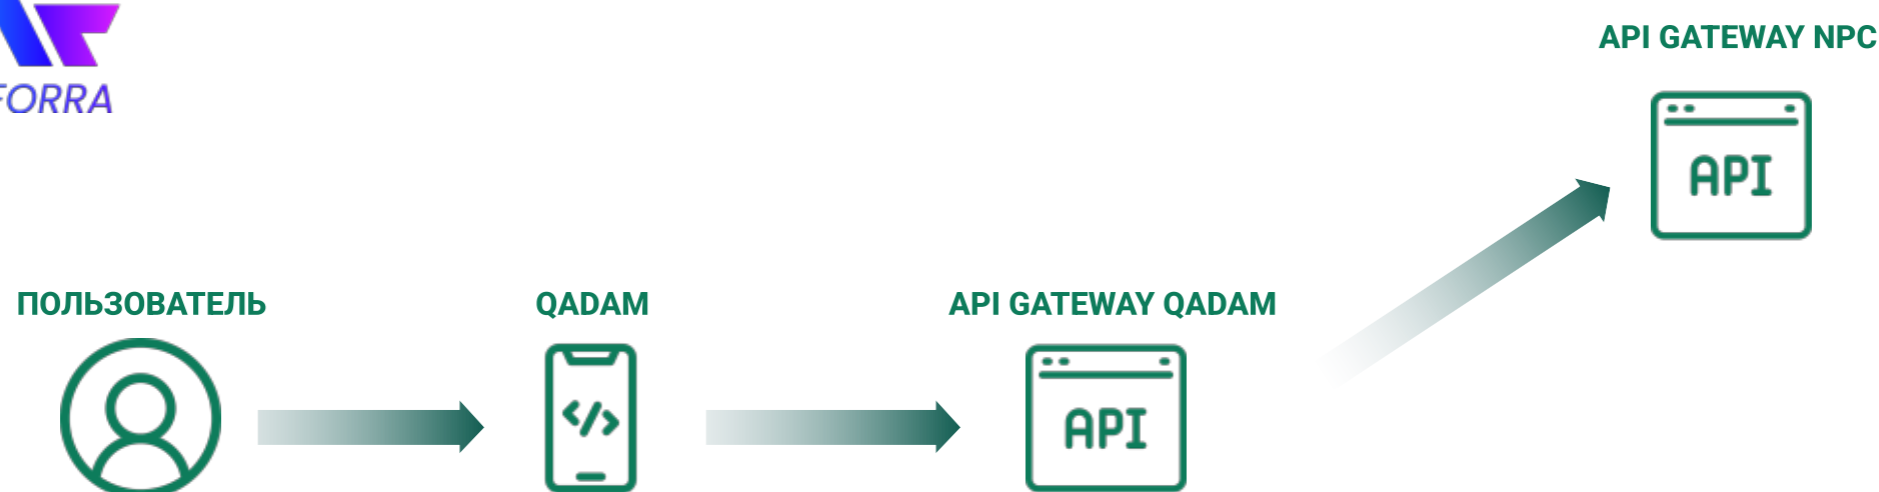 FORRA
API GATEWAY NPC
API
ПОЛЬЗОВАТЕЛЬ
QADAM
API GATEWAY QADAM
</>
API